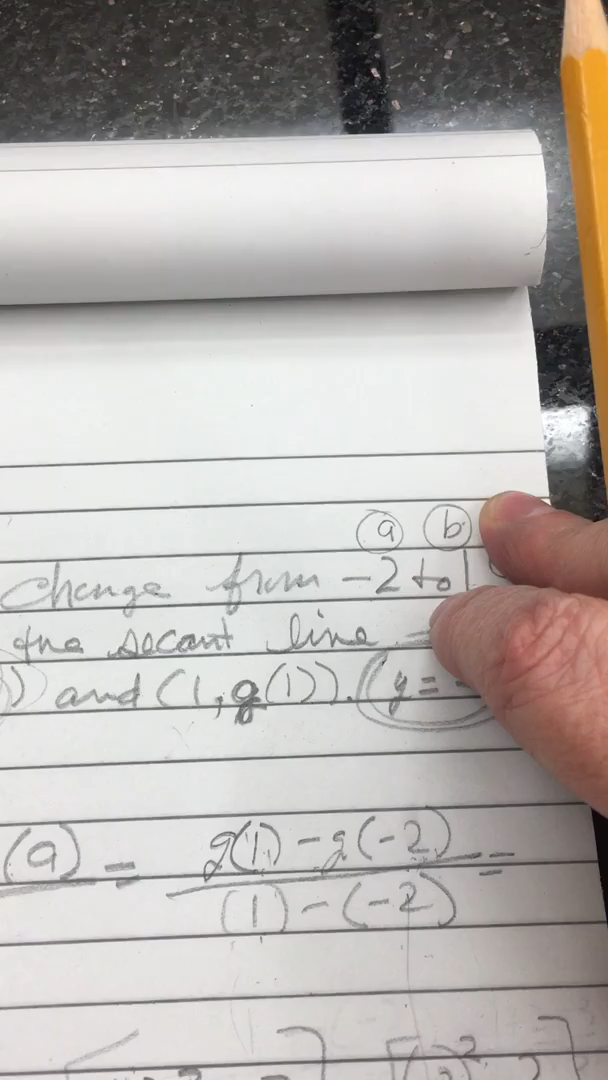 a b
change from -2 to 1
the secant line
) and (1, g(1)). (y =
(a) = g(1) - g(-2) =
(1) - (-2)